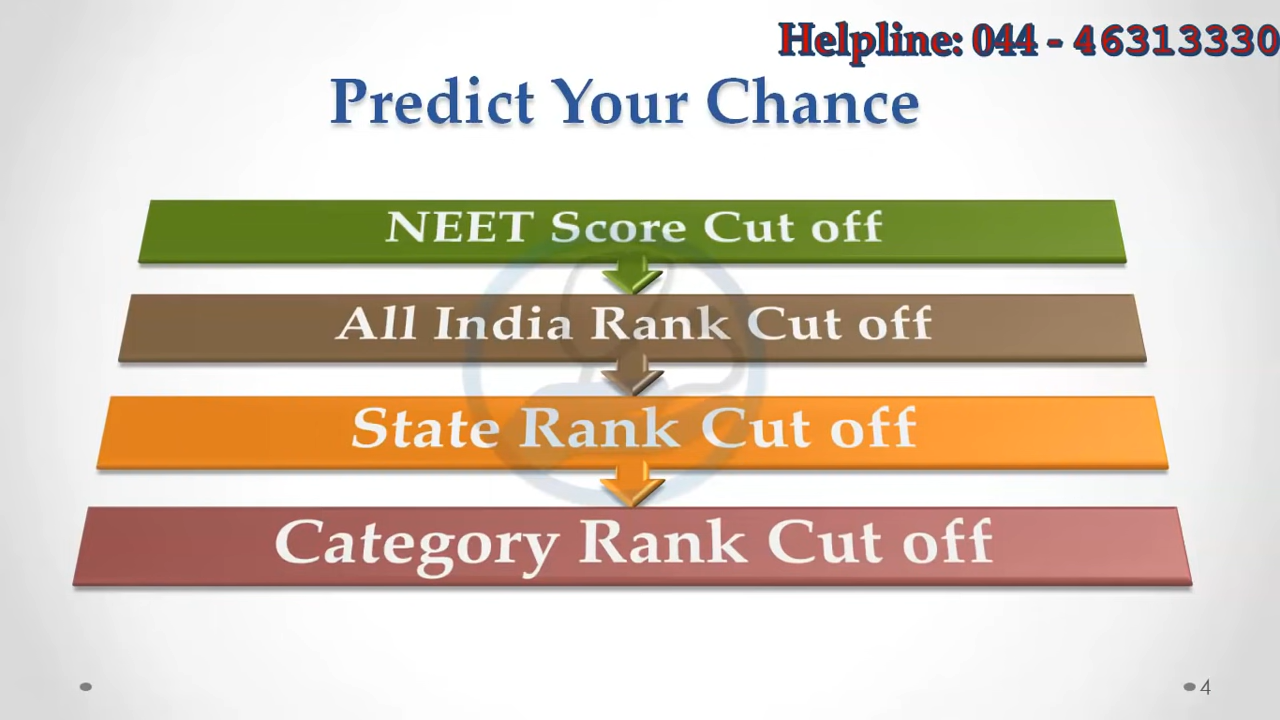 Helpline: 044 - 46313330
Predict Your Chance
NEET Score Cut off
All India Rank Cut off
State Rank Cut off
Category Rank Cut off
4